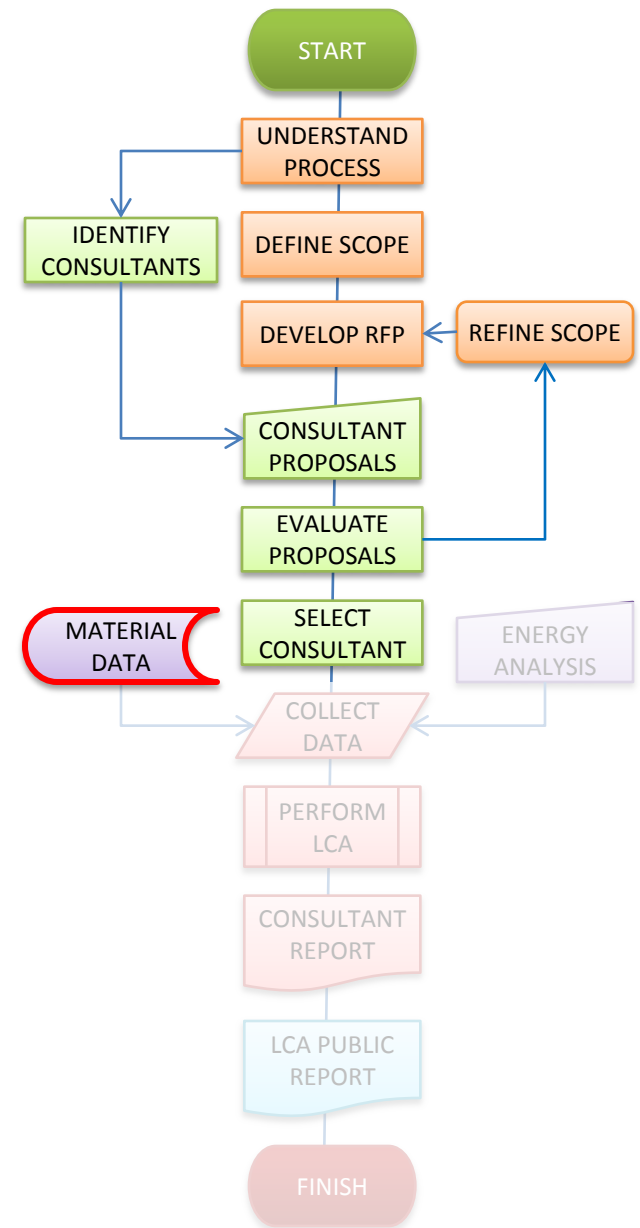 START
UNDERSTAND
PROCESS
IDENTIFY
CONSULTANTS
DEFINE SCOPE
DEVELOP RFP
REFINE SCOPE
CONSULTANT
PROPOSALS
EVALUATE
PROPOSALS
MATERIAL
DATA
SELECT
CONSULTANT
ENERGY
ANALYSIS
COLLECT
DATA
PERFORM
LCA
CONSULTANT
REPORT
LCA PUBLIC
REPORT
FINISH